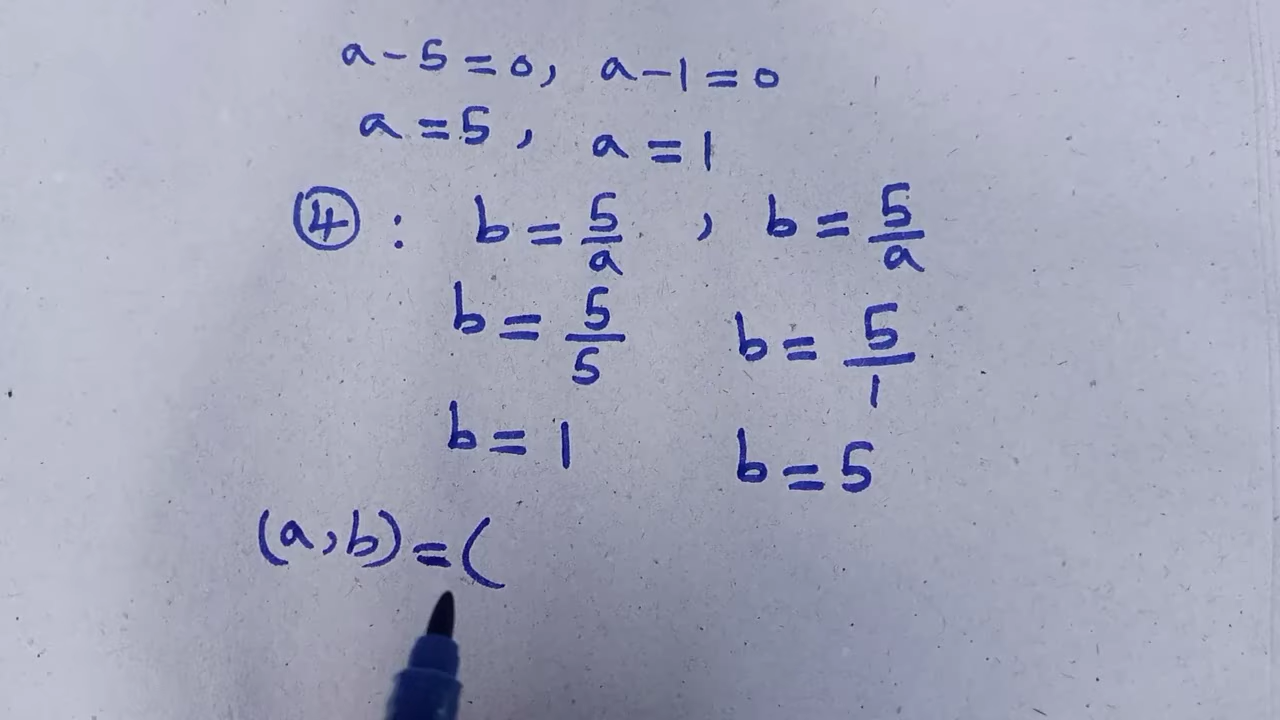 a - 5 = 0, a - 1 = 0
a = 5, a = 1
④ : b = 5/a , b = 5/a
b = 5/5 b = 5/1
b = 1 b = 5
(a, b) = (